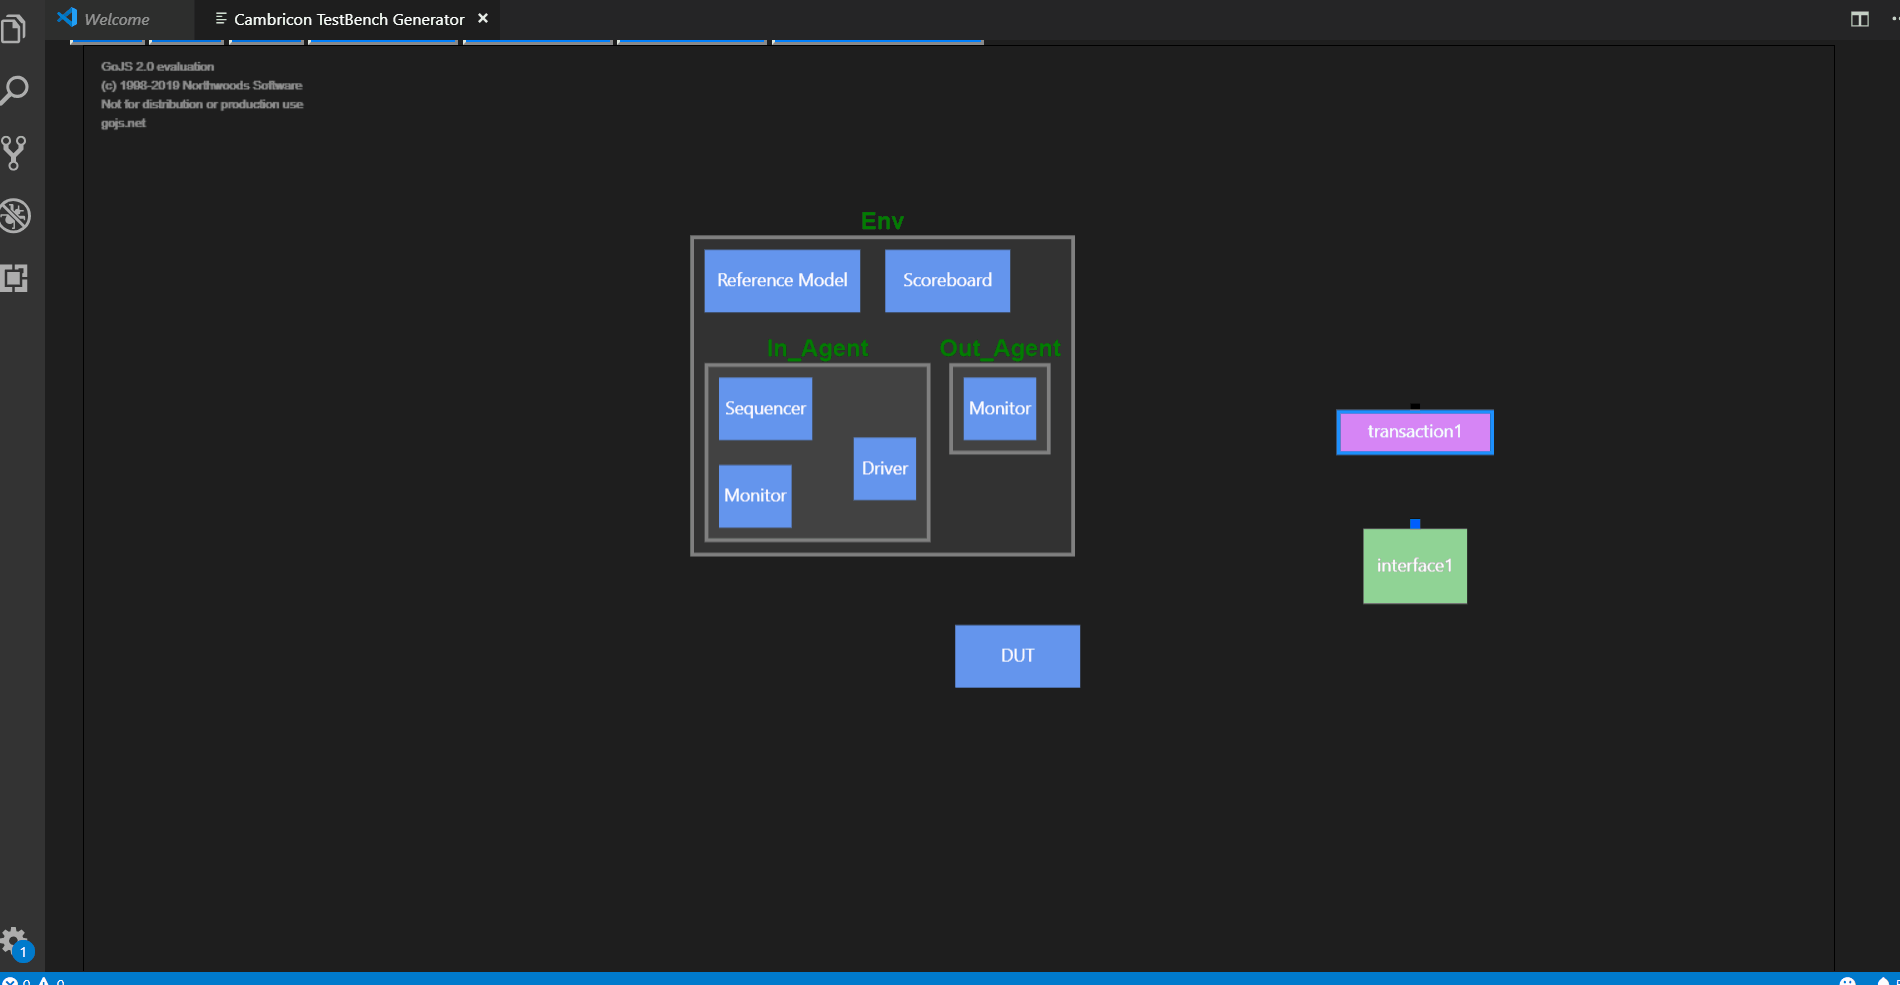 Welcome
Cambricon TestBench Generator
GoJS 2.0 evaluation
(c) 1998-2019 Northwoods Software
Not for distribution or production use
gojs.net
Env
Reference Model
Scoreboard
In_Agent
Out_Agent
Sequencer
Monitor
Driver
Monitor
transaction1
interface1
DUT
1